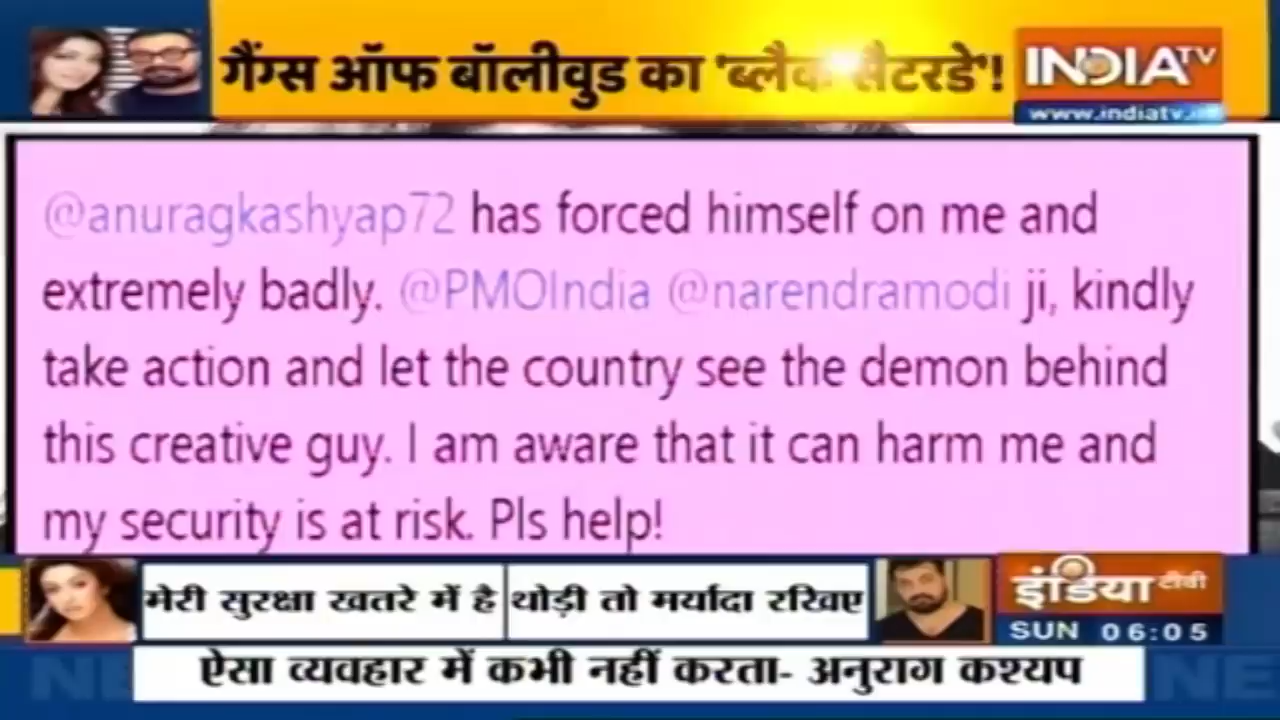 गैंग्स ऑफ बॉलीवुड का 'ब्लैक सैटरडे'!
INDIA TV
www.indiatv.in
@anuragkashyap72 has forced himself on me and
extremely badly. @PMOIndia @narendramodi ji, kindly
take action and let the country see the demon behind
this creative guy. I am aware that it can harm me and
my security is at risk. Pls help!
मेरी सुरक्षा खतरे में है
थोड़ी तो मर्यादा रखिए
इंडिया टीवी
SUN 06:05
ऐसा व्यवहार में कभी नहीं करता- अनुराग कश्यप